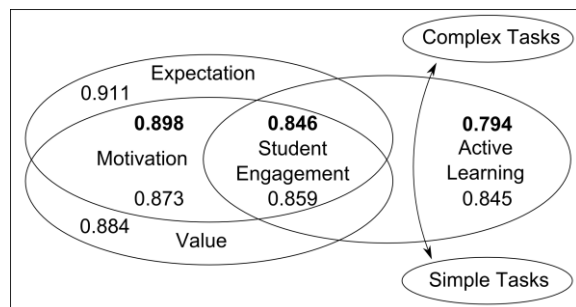 Complex Tasks
Expectation
0.911
0.898 0.846 0.794
Motivation Student Engagement Active Learning
0.873 0.859 0.845
0.884
Value
Simple Tasks